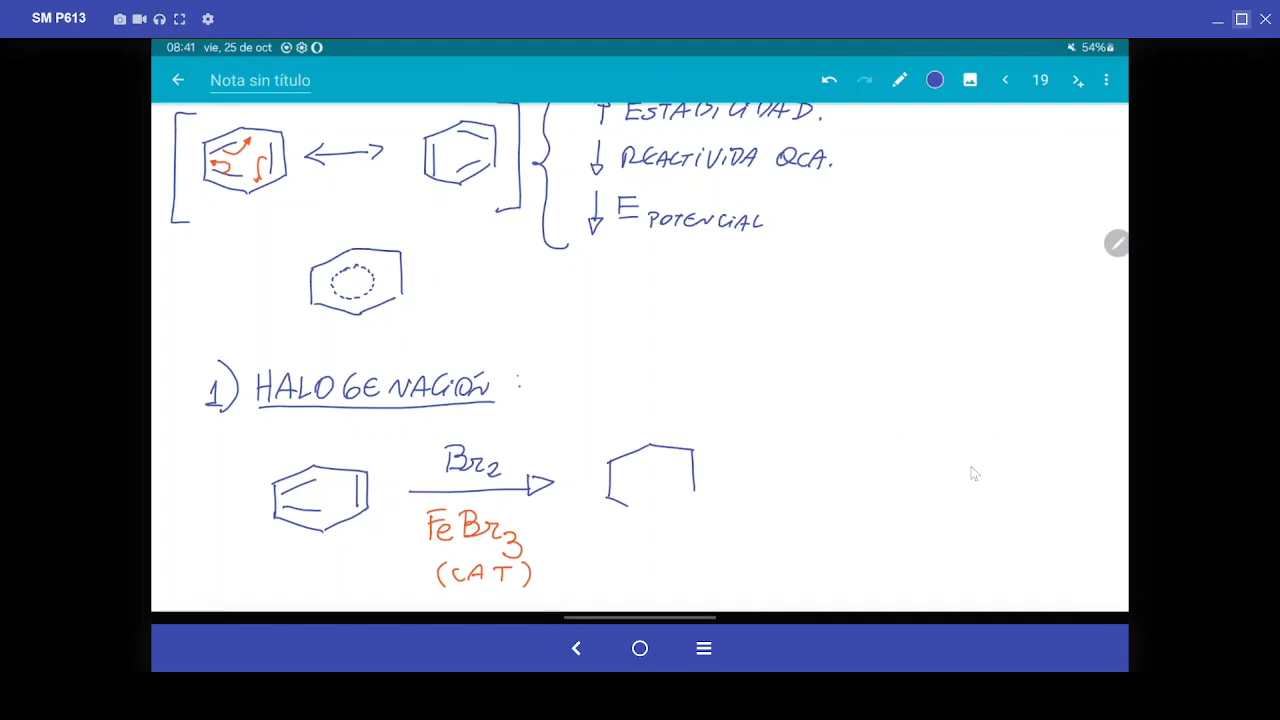 SM P613
08:41 vie, 25 de oct 54%
Nota sin título 19
↑ ESTABILIDAD.
↓ REACTIVIDA QCA.
↓ E POTENCIAL
1) HALOGENACIÓN :
Br2
FeBr3
(CAT)